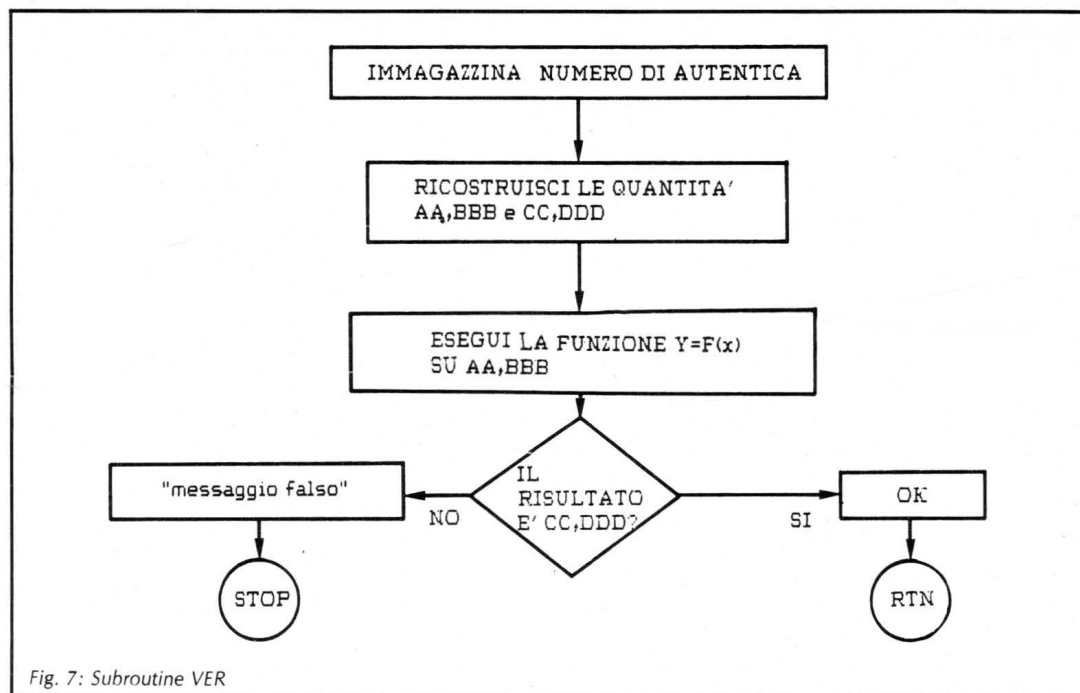 IMMAGAZZINA NUMERO DI AUTENTICA
RICOSTRUISCI LE QUANTITA'
AA,BBB e CC,DDD
ESEGUI LA FUNZIONE Y=F(x)
SU AA,BBB
IL
RISULTATO
E' CC,DDD?
"messaggio falso"
NO
SI
OK
STOP
RTN
Fig. 7: Subroutine VER